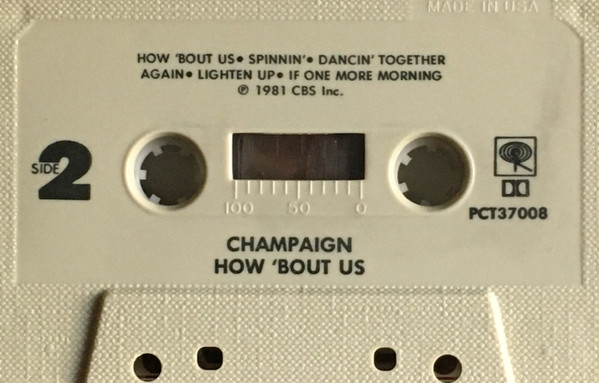 MADE IN USA
HOW 'BOUT US• SPINNIN'• DANCIN' TOGETHER
AGAIN• LIGHTEN UP• IF ONE MORE MORNING
℗ 1981 CBS Inc.
SIDE 2
100 50 0
PCT37008
CHAMPAIGN
HOW 'BOUT US